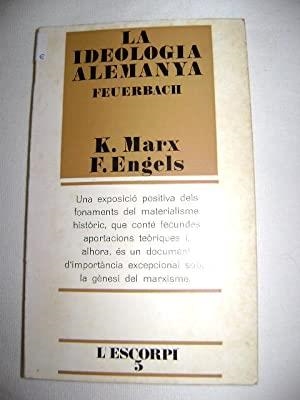 LA
IDEOLOGIA
ALEMANYA
FEUERBACH
K. Marx
F. Engels
Una exposició positiva dels
fonaments del materialisme
històric, que conté fecundes
aportacions teòriques i,
alhora, és un document
d'importància excepcional sobre
la gènesi del marxisme.
L'ESCORPÍ
5